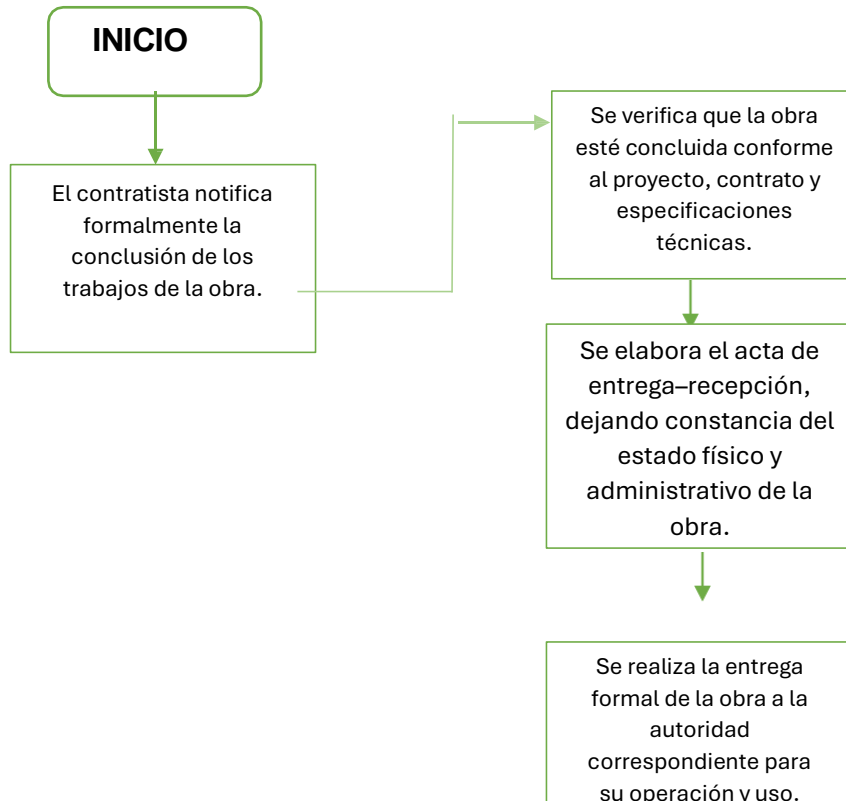 INICIO
El contratista notifica
formalmente la
conclusión de los
trabajos de la obra.
Se verifica que la obra
esté concluida conforme
al proyecto, contrato y
especificaciones
técnicas.
Se elabora el acta de
entrega–recepción,
dejando constancia del
estado físico y
administrativo de la
obra.
Se realiza la entrega
formal de la obra a la
autoridad
correspondiente para
su operación y uso.